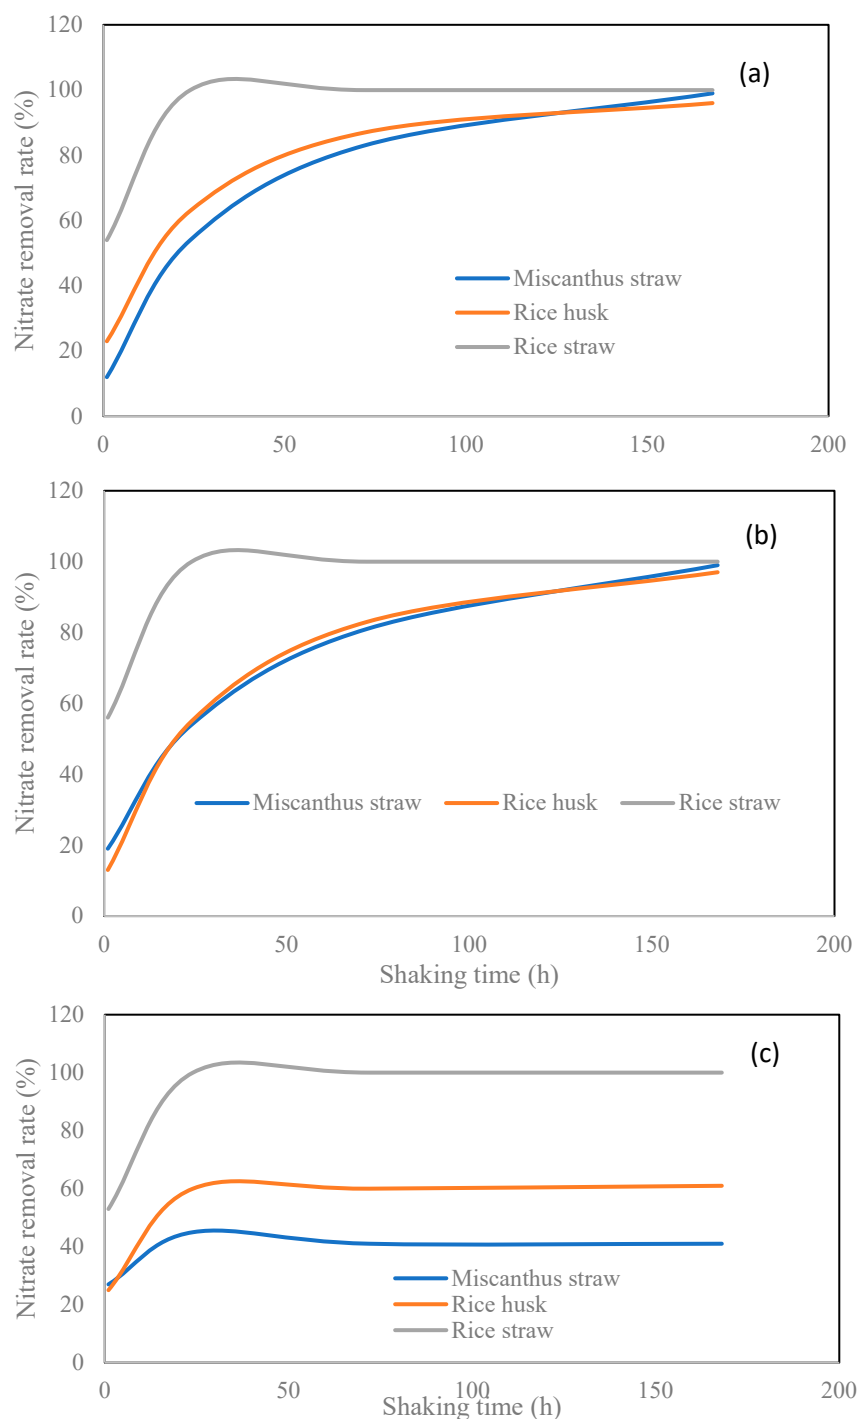 120
100
80
60
40
20
0
Nitrate removal rate (%)
(a)
Miscanthus straw
Rice husk
Rice straw
0 50 100 150 200
120
100
80
60
40
20
0
Nitrate removal rate (%)
(b)
Miscanthus straw Rice husk Rice straw
0 50 100 150 200
Shaking time (h)
120
100
80
60
40
20
0
Nitrate removal rate (%)
(c)
Miscanthus straw
Rice husk
Rice straw
0 50 100 150 200
Shaking time (h)